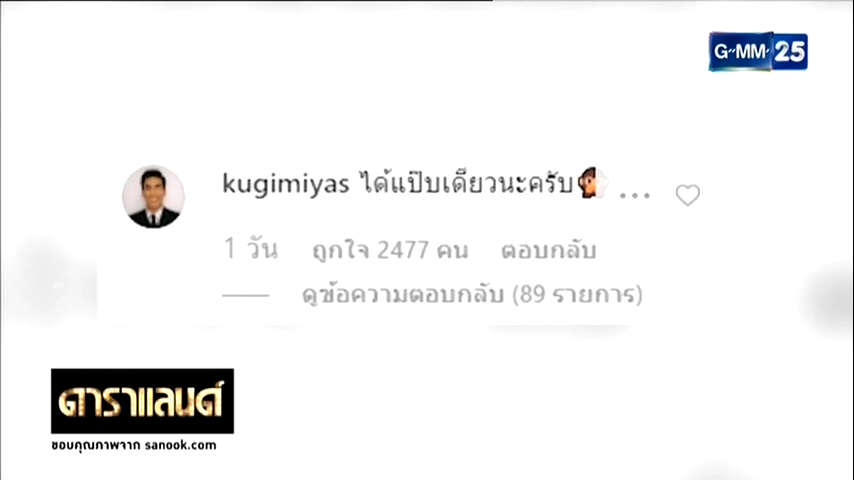 GMM 25
kugimiyas ได้แป๊บเดียวนะครับ ...
1 วัน ถูกใจ 2477 คน ตอบกลับ
ดูข้อความตอบกลับ (89 รายการ)
ดาราแลนด์
ขอบคุณภาพจาก sanook.com